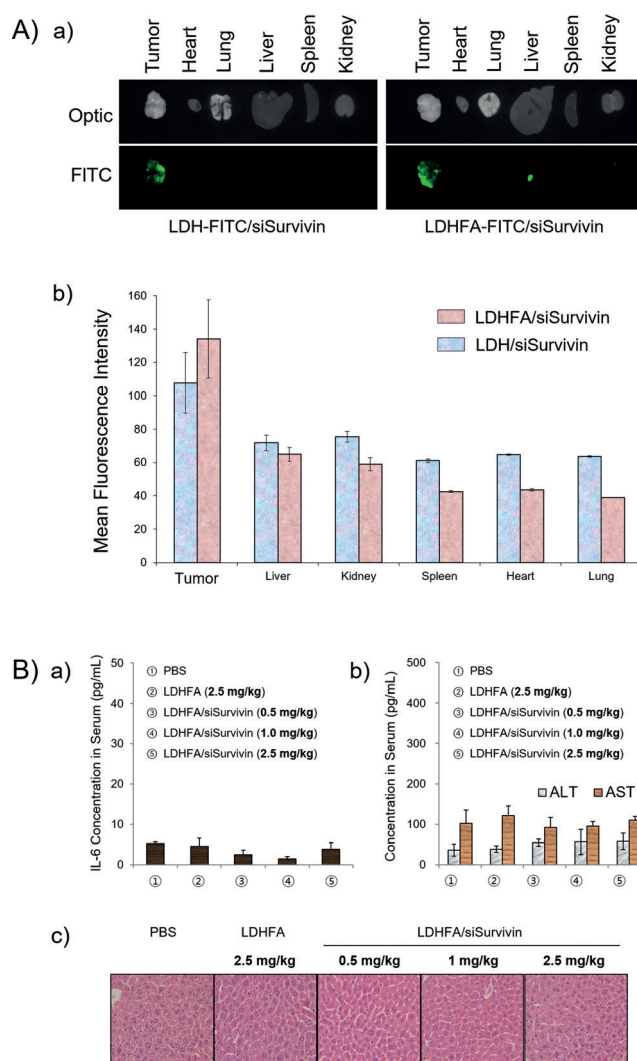 A) a)
Tumor Heart Lung Liver Spleen Kidney Tumor Heart Lung Liver Spleen Kidney
Optic
FITC
LDH-FITC/siSurvivin LDHFA-FITC/siSurvivin
b)
Mean Fluorescence Intensity
160
140
120
100
80
60
40
20
0
LDHFA/siSurvivin
LDH/siSurvivin
Tumor Liver Kidney Spleen Heart Lung
B) a)
IL-6 Concentration in Serum (pg/mL)
50
40
30
20
10
0
① PBS
② LDHFA (2.5 mg/kg)
③ LDHFA/siSurvivin (0.5 mg/kg)
④ LDHFA/siSurvivin (1.0 mg/kg)
⑤ LDHFA/siSurvivin (2.5 mg/kg)
① ② ③ ④ ⑤
b)
Concentration in Serum (pg/mL)
500
400
300
200
100
0
① PBS
② LDHFA (2.5 mg/kg)
③ LDHFA/siSurvivin (0.5 mg/kg)
④ LDHFA/siSurvivin (1.0 mg/kg)
⑤ LDHFA/siSurvivin (2.5 mg/kg)
ALT AST
① ② ③ ④ ⑤
c)
PBS LDHFA LDHFA/siSurvivin
2.5 mg/kg 0.5 mg/kg 1 mg/kg 2.5 mg/kg